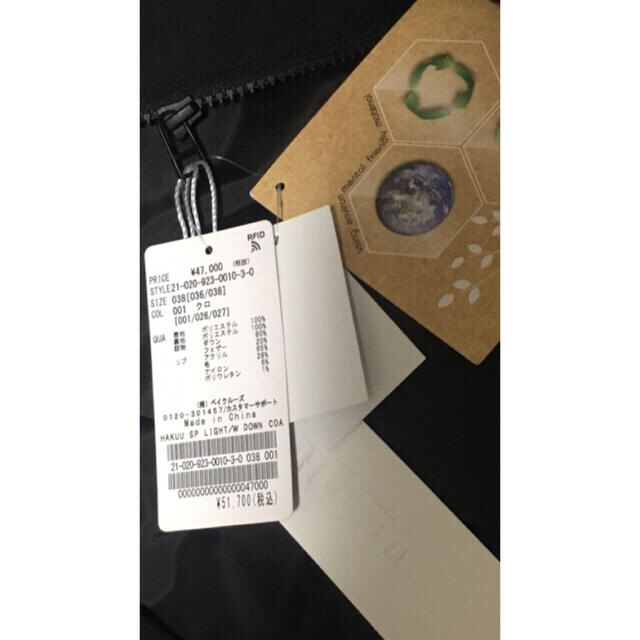 using environmental friendly material
RFID
PRICE ¥47,000 (税抜)
STYLE21-020-923-0010-3-0
SIZE 038[036/038]
COL 001 クロ
[001/026/027]
QUA 表地 ポリエステル 100%
裏地 ポリエステル 100%
詰物 ダウン 80%
フェザー 20%
リブ アクリル 65%
毛 28%
ナイロン 6%
ポリウレタン 1%
(株) ベイクルーズ
0120-301457/カスタマーサポート
Made in China
HAKUU SP LIGHT/W DOWN COA
21-020-923-0010-3-0 038 001
0000000000000047000
¥51,700(税込)